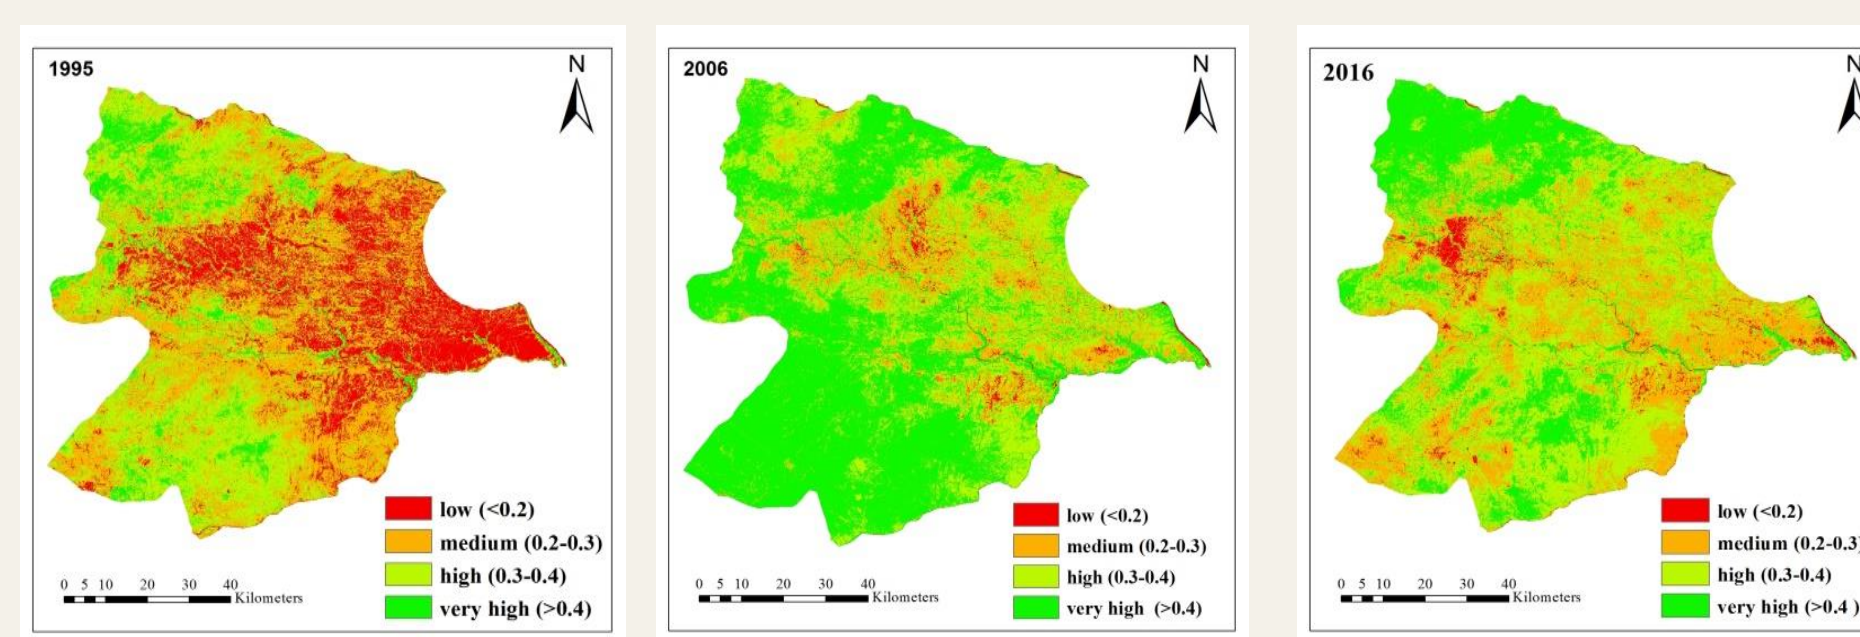 1995
N
low (<0.2)
medium (0.2-0.3)
high (0.3-0.4)
very high (>0.4)
0 5 10 20 30 40
Kilometers
2006
N
low (<0.2)
medium (0.2-0.3)
high (0.3-0.4)
very high (>0.4)
0 5 10 20 30 40
Kilometers
2016
N
low (<0.2)
medium (0.2-0.3)
high (0.3-0.4)
very high (>0.4 )
0 5 10 20 30 40
Kilometers